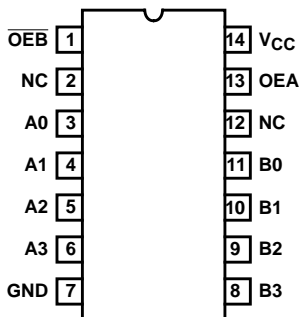 O̅E̅B̅ 1 14 VCC
NC 2 13 OEA
A0 3 12 NC
A1 4 11 B0
A2 5 10 B1
A3 6 9 B2
GND 7 8 B3